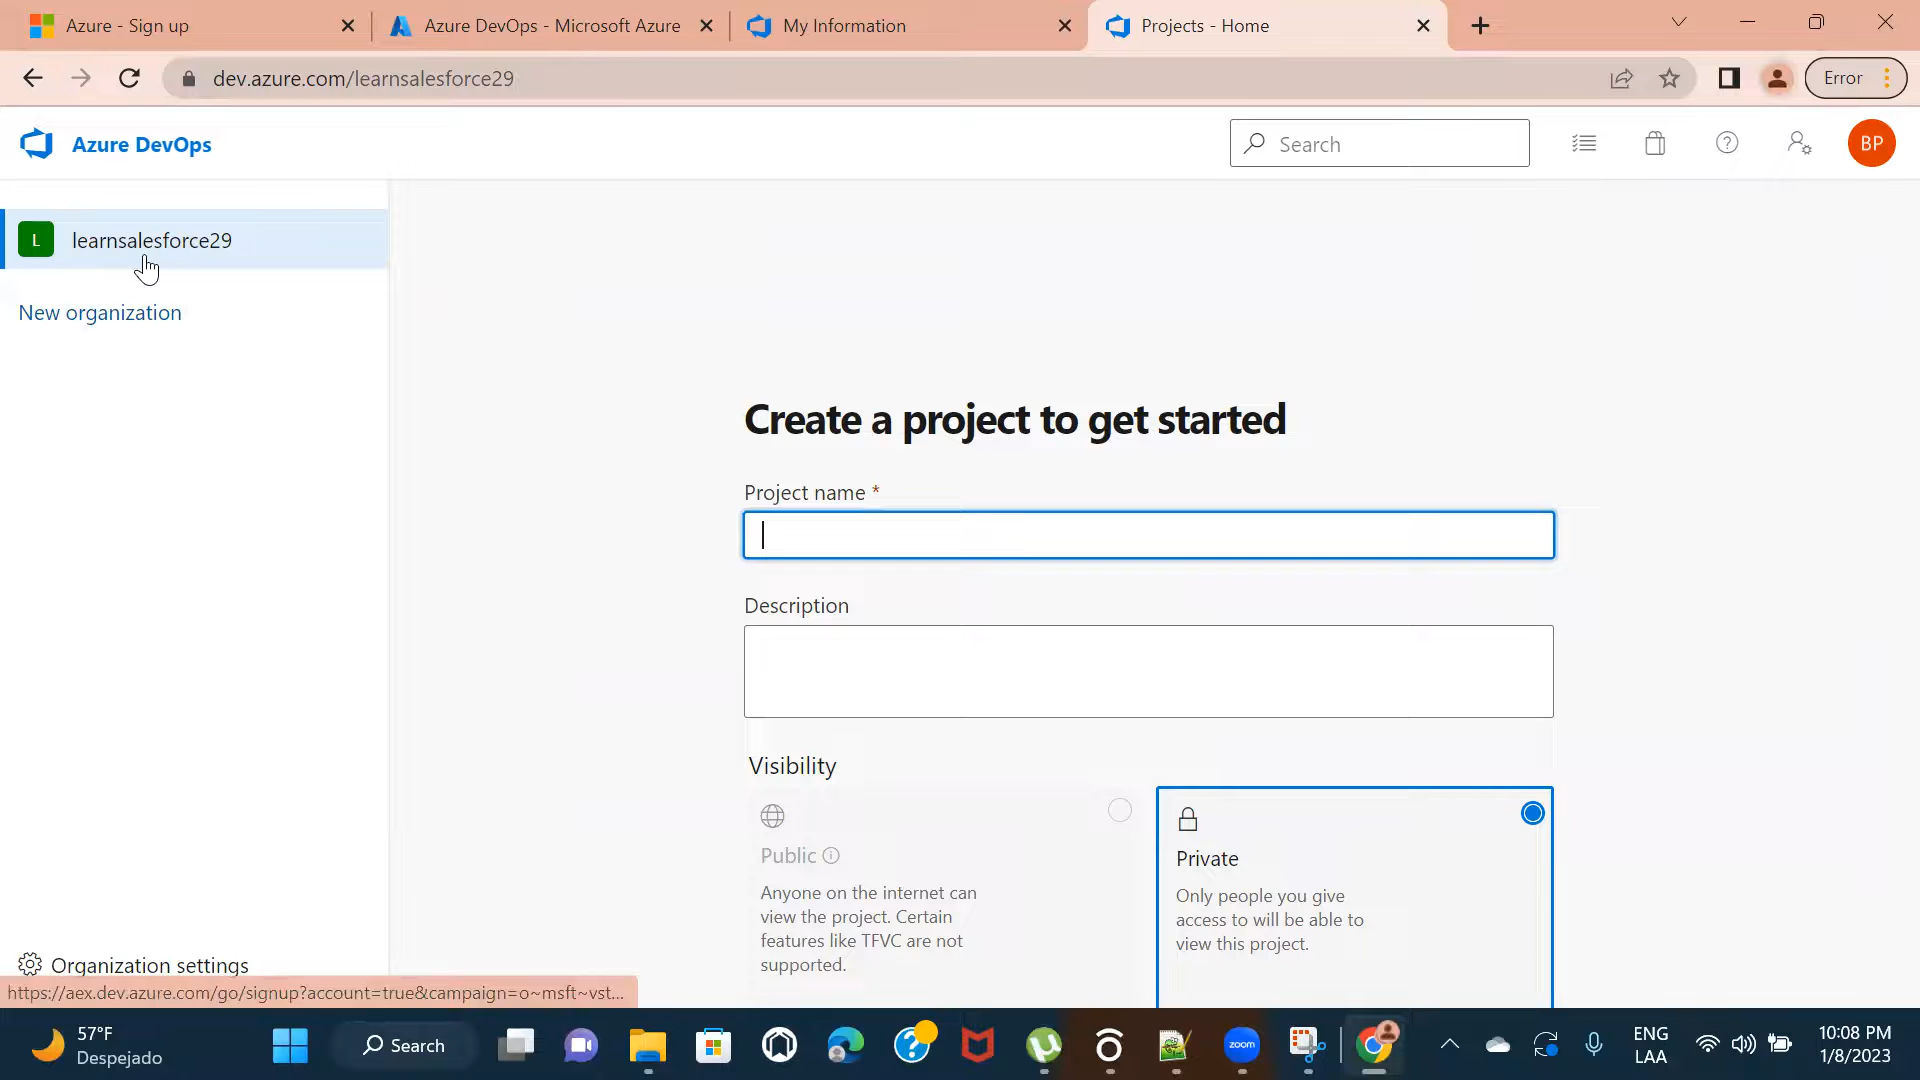 Azure - Sign up
Azure DevOps - Microsoft Azure
My Information
Projects - Home
dev.azure.com/learnsalesforce29
Error
Azure DevOps
Search
BP
L
learnsalesforce29
New organization
Create a project to get started
Project name *
Description
Visibility
Public
Anyone on the internet can
view the project. Certain
features like TFVC are not
supported.
Private
Only people you give
access to will be able to
view this project.
Organization settings
https://aex.dev.azure.com/go/signup?account=true&campaign=o~msft~vst...
57°F
Despejado
Search
zoom
ENG
LAA
10:08 PM
1/8/2023